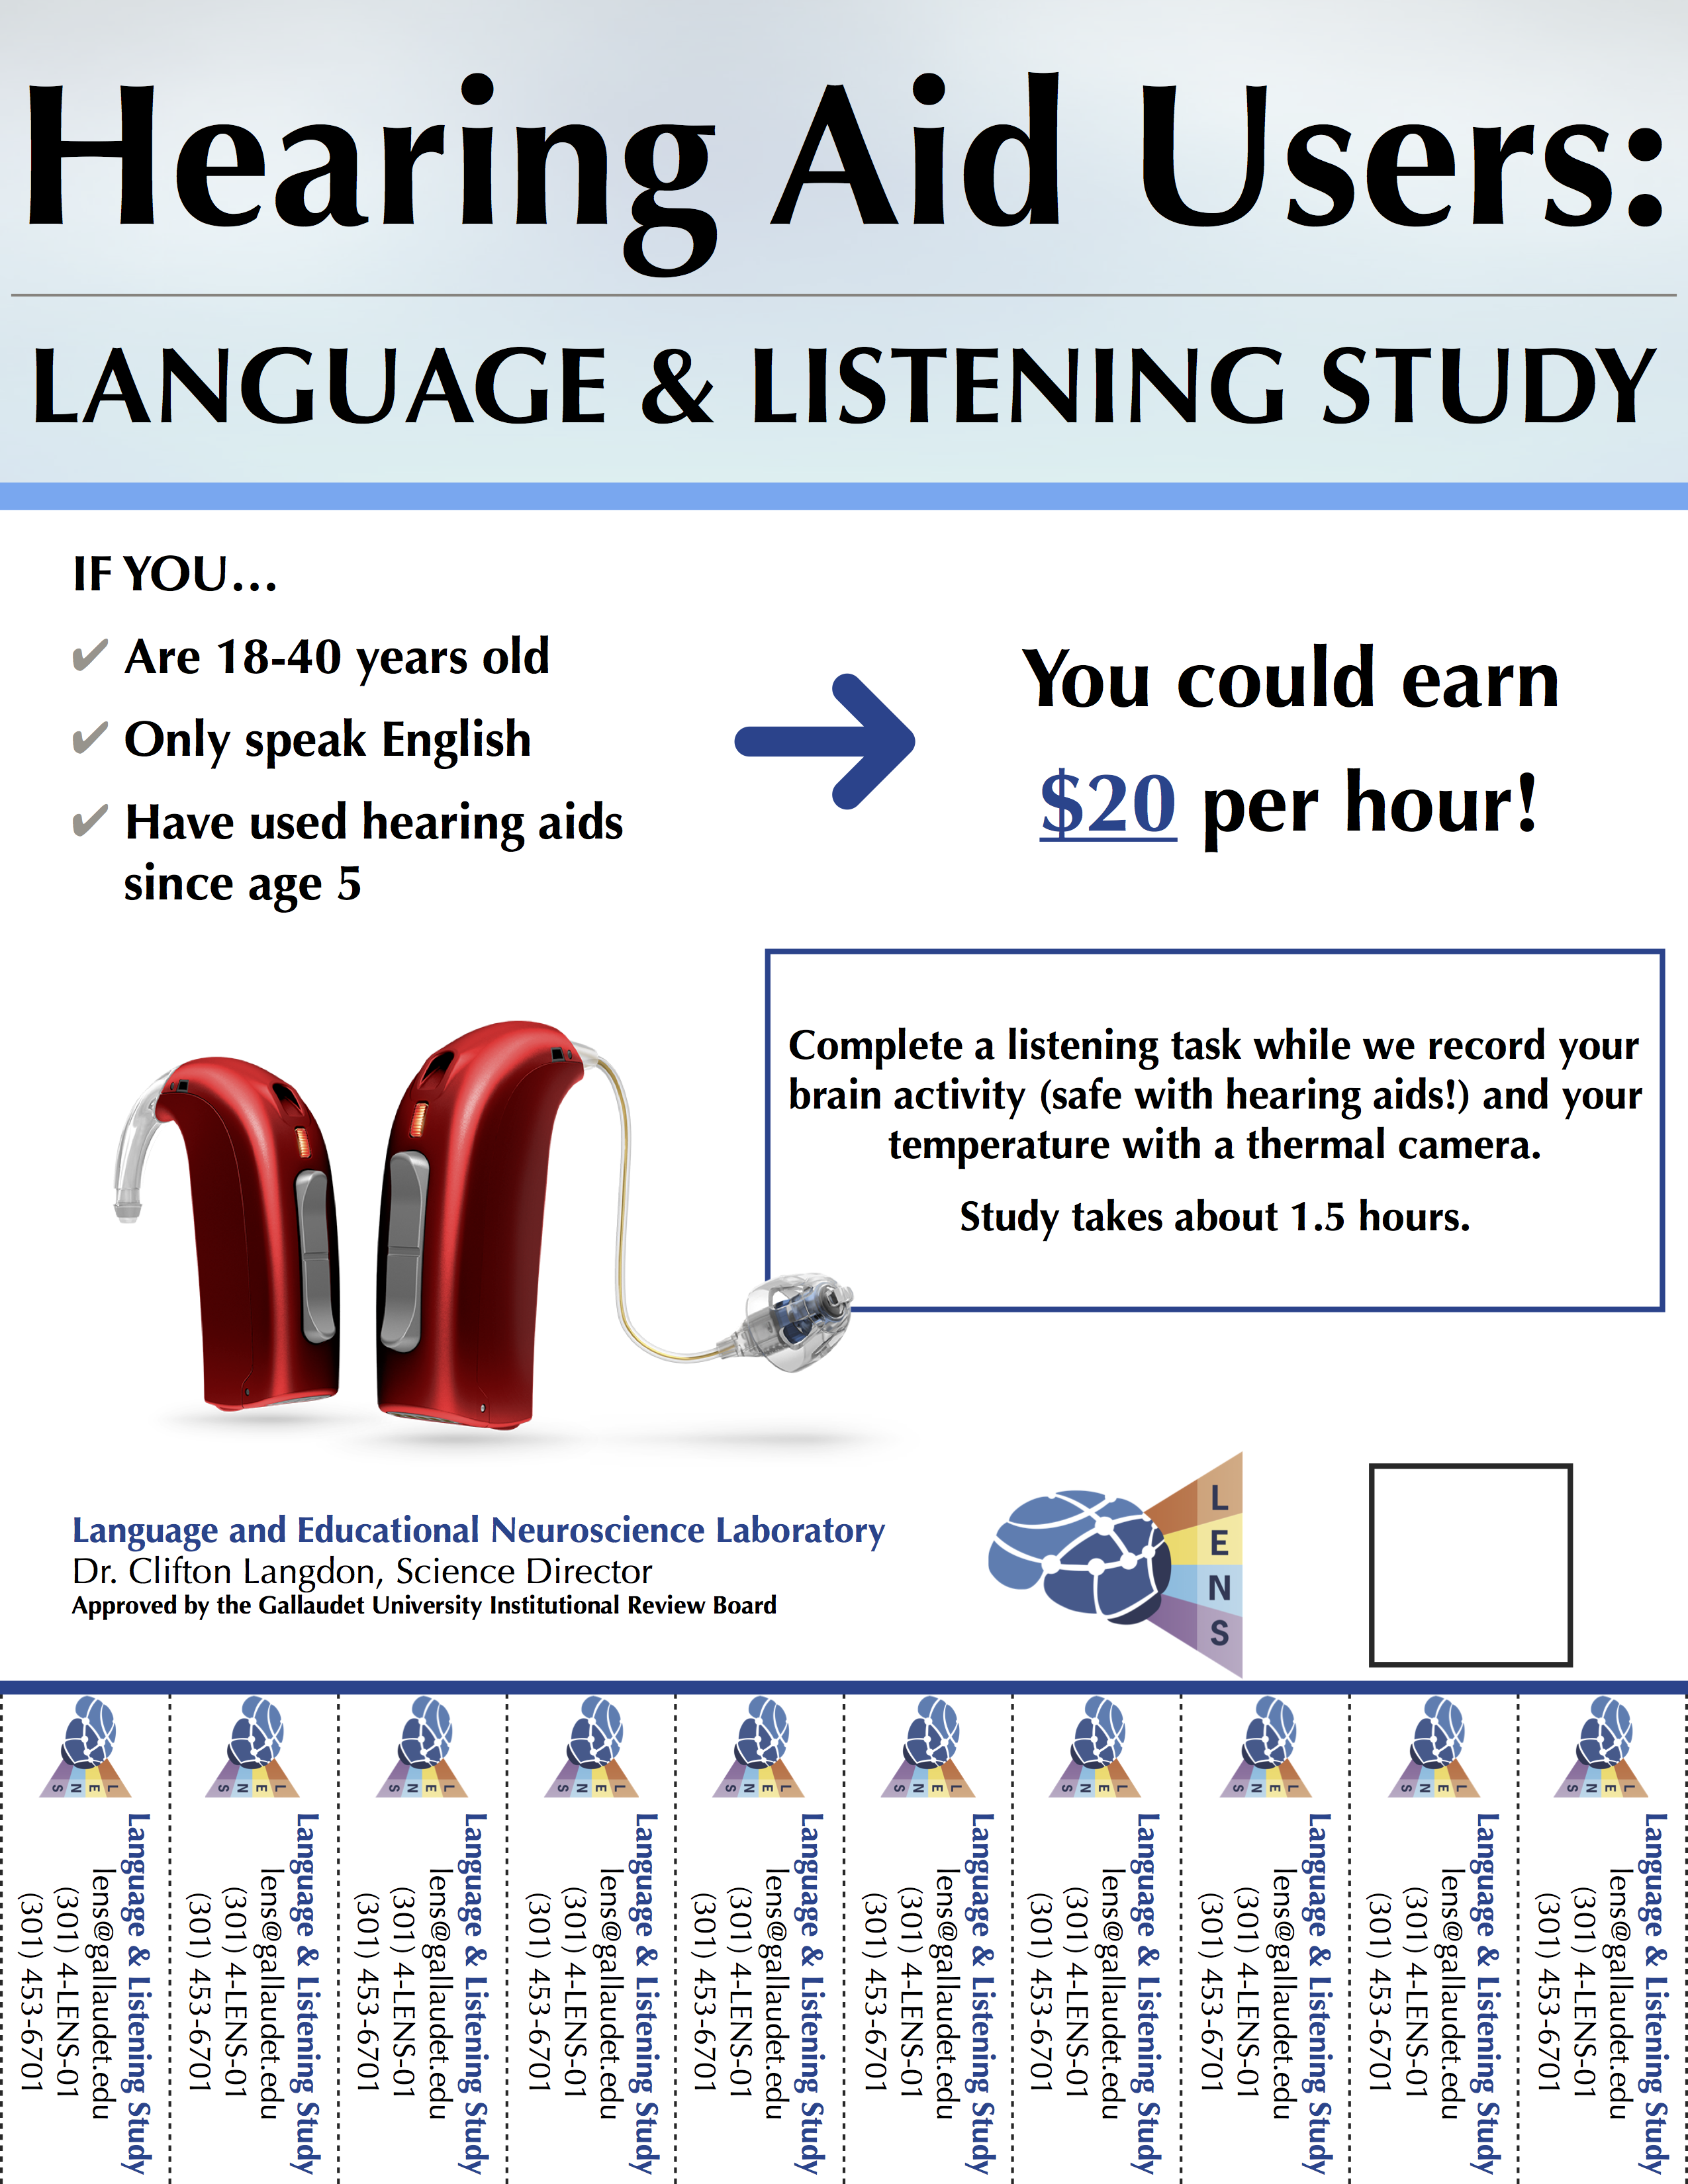 Hearing Aid Users:
LANGUAGE & LISTENING STUDY
IF YOU...
✔ Are 18-40 years old
✔ Only speak English
✔ Have used hearing aids
since age 5
You could earn
$20 per hour!
Complete a listening task while we record your
brain activity (safe with hearing aids!) and your
temperature with a thermal camera.
Study takes about 1.5 hours.
Language and Educational Neuroscience Laboratory
Dr. Clifton Langdon, Science Director
Approved by the Gallaudet University Institutional Review Board
L
E
N
S
LENS
Language & Listening Study
lens@gallaudet.edu
(301) 4-LENS-01
(301) 453-6701
LENS
Language & Listening Study
lens@gallaudet.edu
(301) 4-LENS-01
(301) 453-6701
LENS
Language & Listening Study
lens@gallaudet.edu
(301) 4-LENS-01
(301) 453-6701
LENS
Language & Listening Study
lens@gallaudet.edu
(301) 4-LENS-01
(301) 453-6701
LENS
Language & Listening Study
lens@gallaudet.edu
(301) 4-LENS-01
(301) 453-6701
LENS
Language & Listening Study
lens@gallaudet.edu
(301) 4-LENS-01
(301) 453-6701
LENS
Language & Listening Study
lens@gallaudet.edu
(301) 4-LENS-01
(301) 453-6701
LENS
Language & Listening Study
lens@gallaudet.edu
(301) 4-LENS-01
(301) 453-6701
LENS
Language & Listening Study
lens@gallaudet.edu
(301) 4-LENS-01
(301) 453-6701
LENS
Language & Listening Study
lens@gallaudet.edu
(301) 4-LENS-01
(301) 453-6701